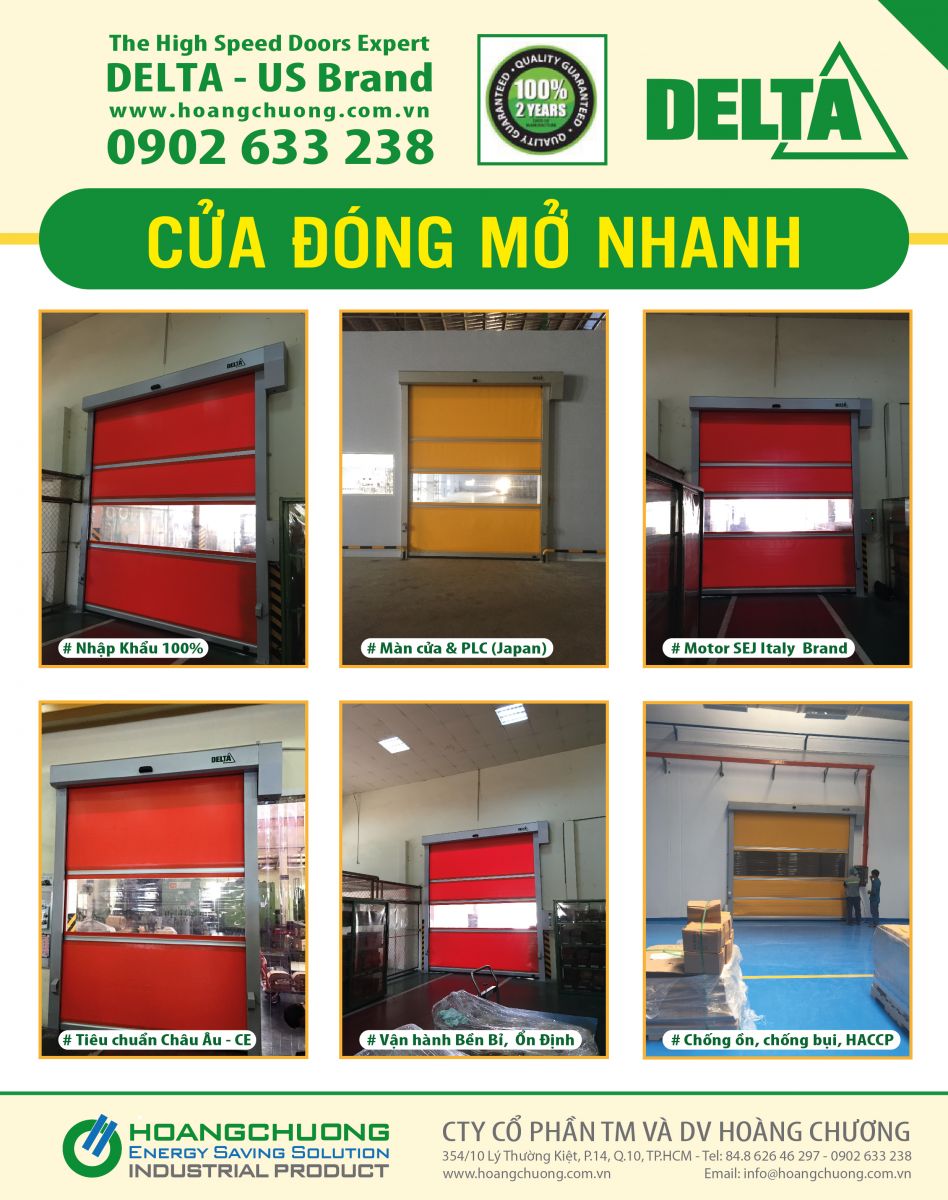 The High Speed Doors Expert
DELTA - US Brand
www.hoangchuong.com.vn
0902 633 238
QUALITY GUARANTEED
100%
2 YEARS
QUALITY GUARANTEED
DELTA
CỬA ĐÓNG MỞ NHANH
DELTA
# Nhập Khẩu 100%
# Màn cửa & PLC (Japan)
# Motor SEJ Italy Brand
DELTA
# Tiêu chuẩn Châu Âu - CE
# Vận hành Bền Bỉ, Ổn Định
# Chống ồn, chống bụi, HACCP
HOANGCHUONG
ENERGY SAVING SOLUTION
INDUSTRIAL PRODUCT
CTY CỔ PHẦN TM VÀ DV HOÀNG CHƯƠNG
354/10 Lý Thường Kiệt, P.14, Q.10, TP.HCM - Tel: 84.8 626 46 297 - 0902 633 238
www.hoangchuong.com.vn Email: info@hoangchuong.com.vn